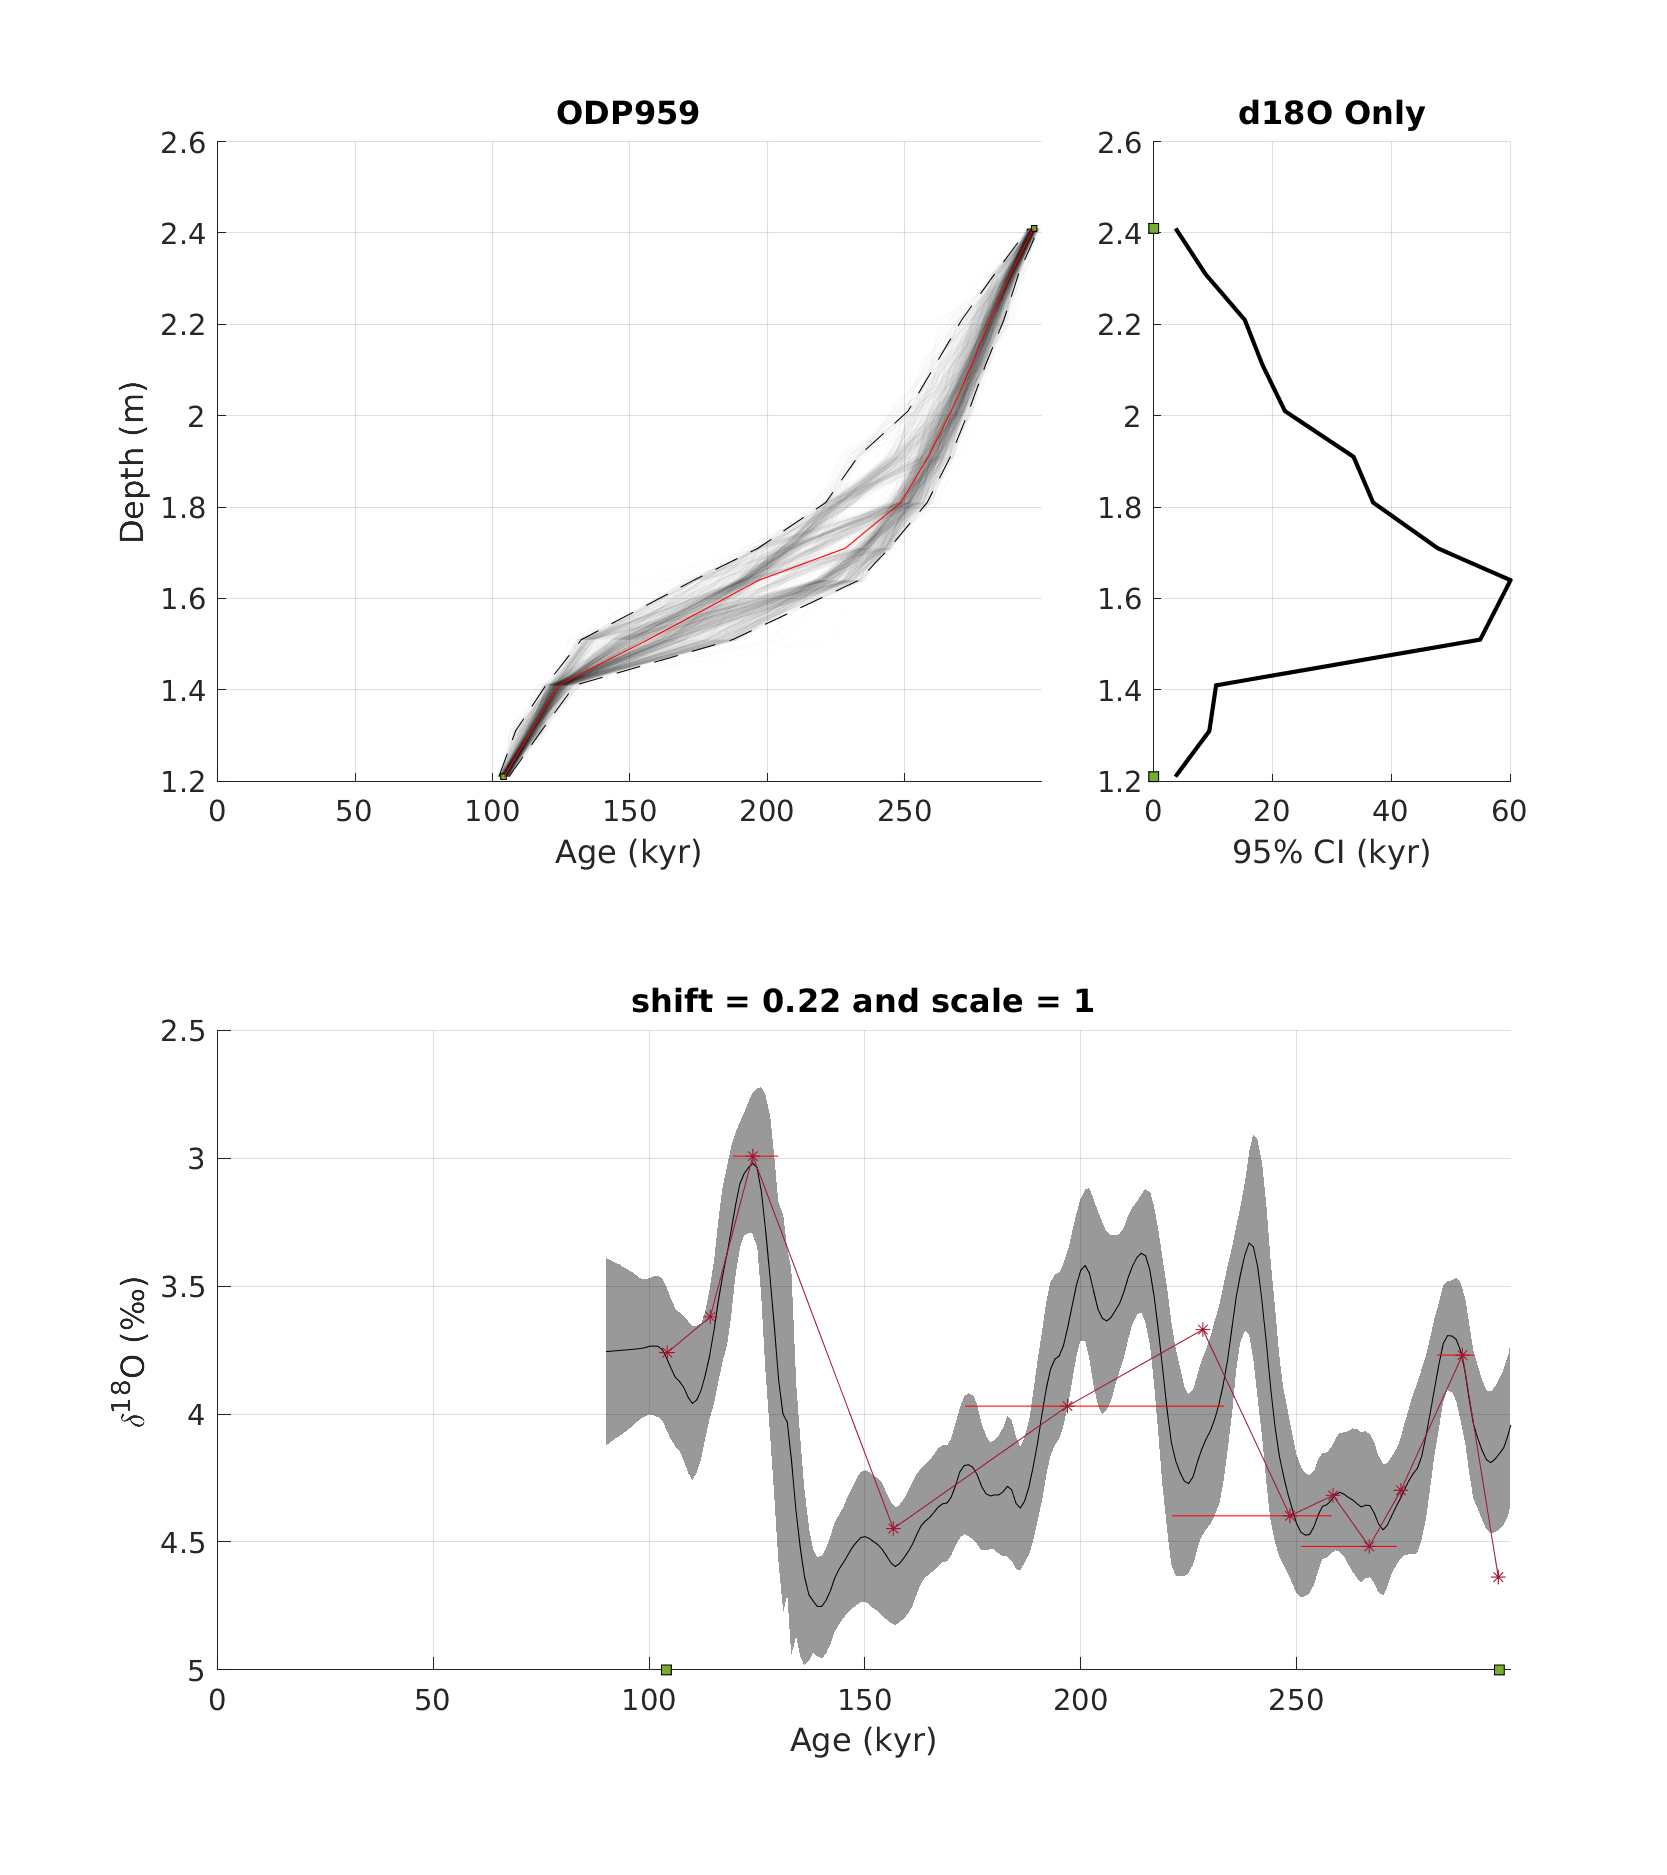 ODP959
d18O Only
2.6
2.4
2.2
2
1.8
1.6
1.4
1.2
Depth (m)
0 50 100 150 200 250
Age (kyr)
2.6
2.4
2.2
2
1.8
1.6
1.4
1.2
0 20 40 60
95% CI (kyr)
shift = 0.22 and scale = 1
2.5
3
3.5
4
4.5
5
δ¹⁸O (‰)
0 50 100 150 200 250
Age (kyr)